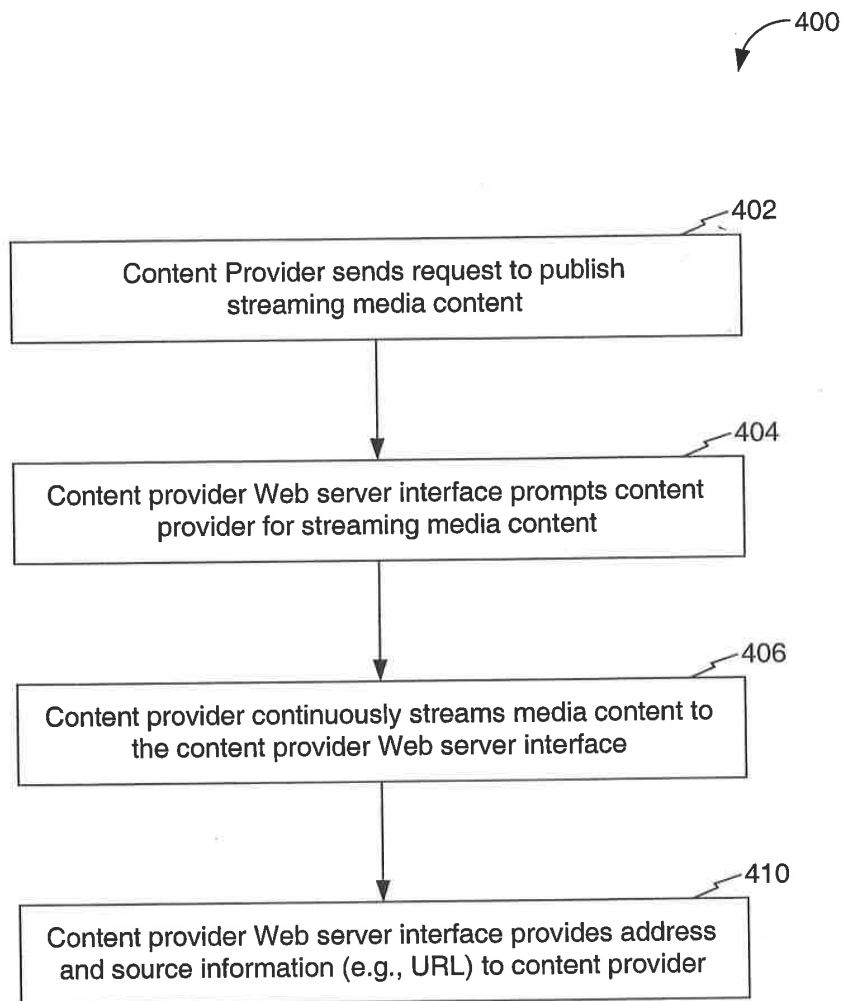 400
402
Content Provider sends request to publish
streaming media content
404
Content provider Web server interface prompts content
provider for streaming media content
406
Content provider continuously streams media content to
the content provider Web server interface
410
Content provider Web server interface provides address
and source information (e.g., URL) to content provider